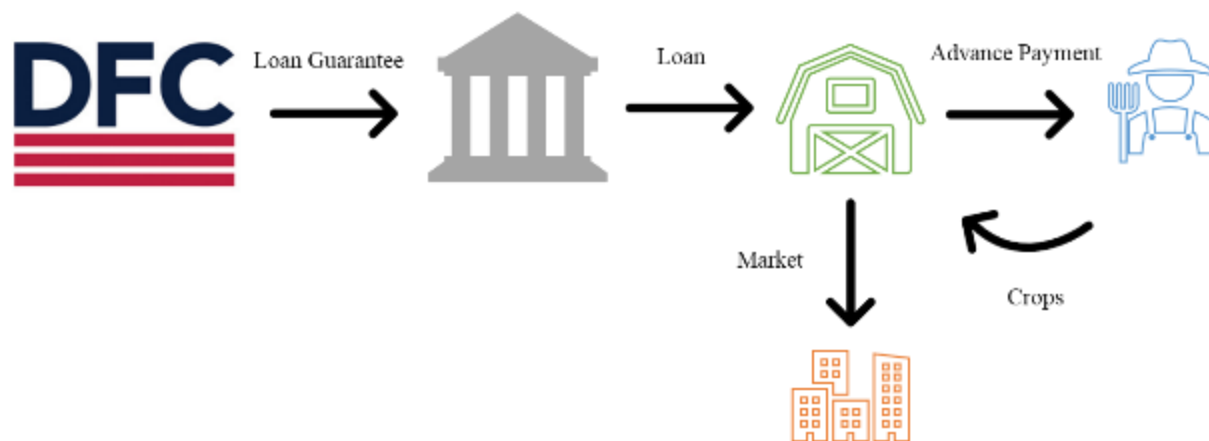 DFC
Loan Guarantee
Loan
Advance Payment
Market
Crops